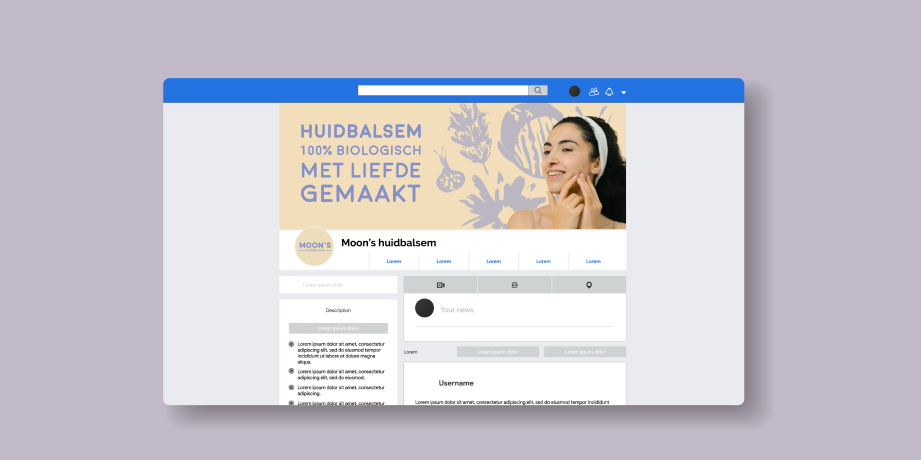 HUIDBALSEM
100% BIOLOGISCH
MET LIEFDE
GEMAAKT
MOON'S
Moon's huidbalsem
Lorem
Lorem
Lorem
Lorem
Lorem
Lorem ipsum dolor
Description
Lorem ipsum dolor
Lorem ipsum dolor sit amet, consectetur
adipiscing elit, sed do eiusmod tempor
incididunt ut labore et dolore magna
aliqua.
Lorem ipsum dolor sit amet, consectetur
adipiscing elit, sed do eiusmod.
Lorem ipsum dolor sit amet, consectetur
adipiscing.
Lorem ipsum dolor sit amet, consectetur
Your news
Lorem
Lorem ipsum dolor
Lorem ipsum dolor
Username
Lorem ipsum dolor sit amet, consectetur adipiscing elit, sed do eiusmod tempor incididunt